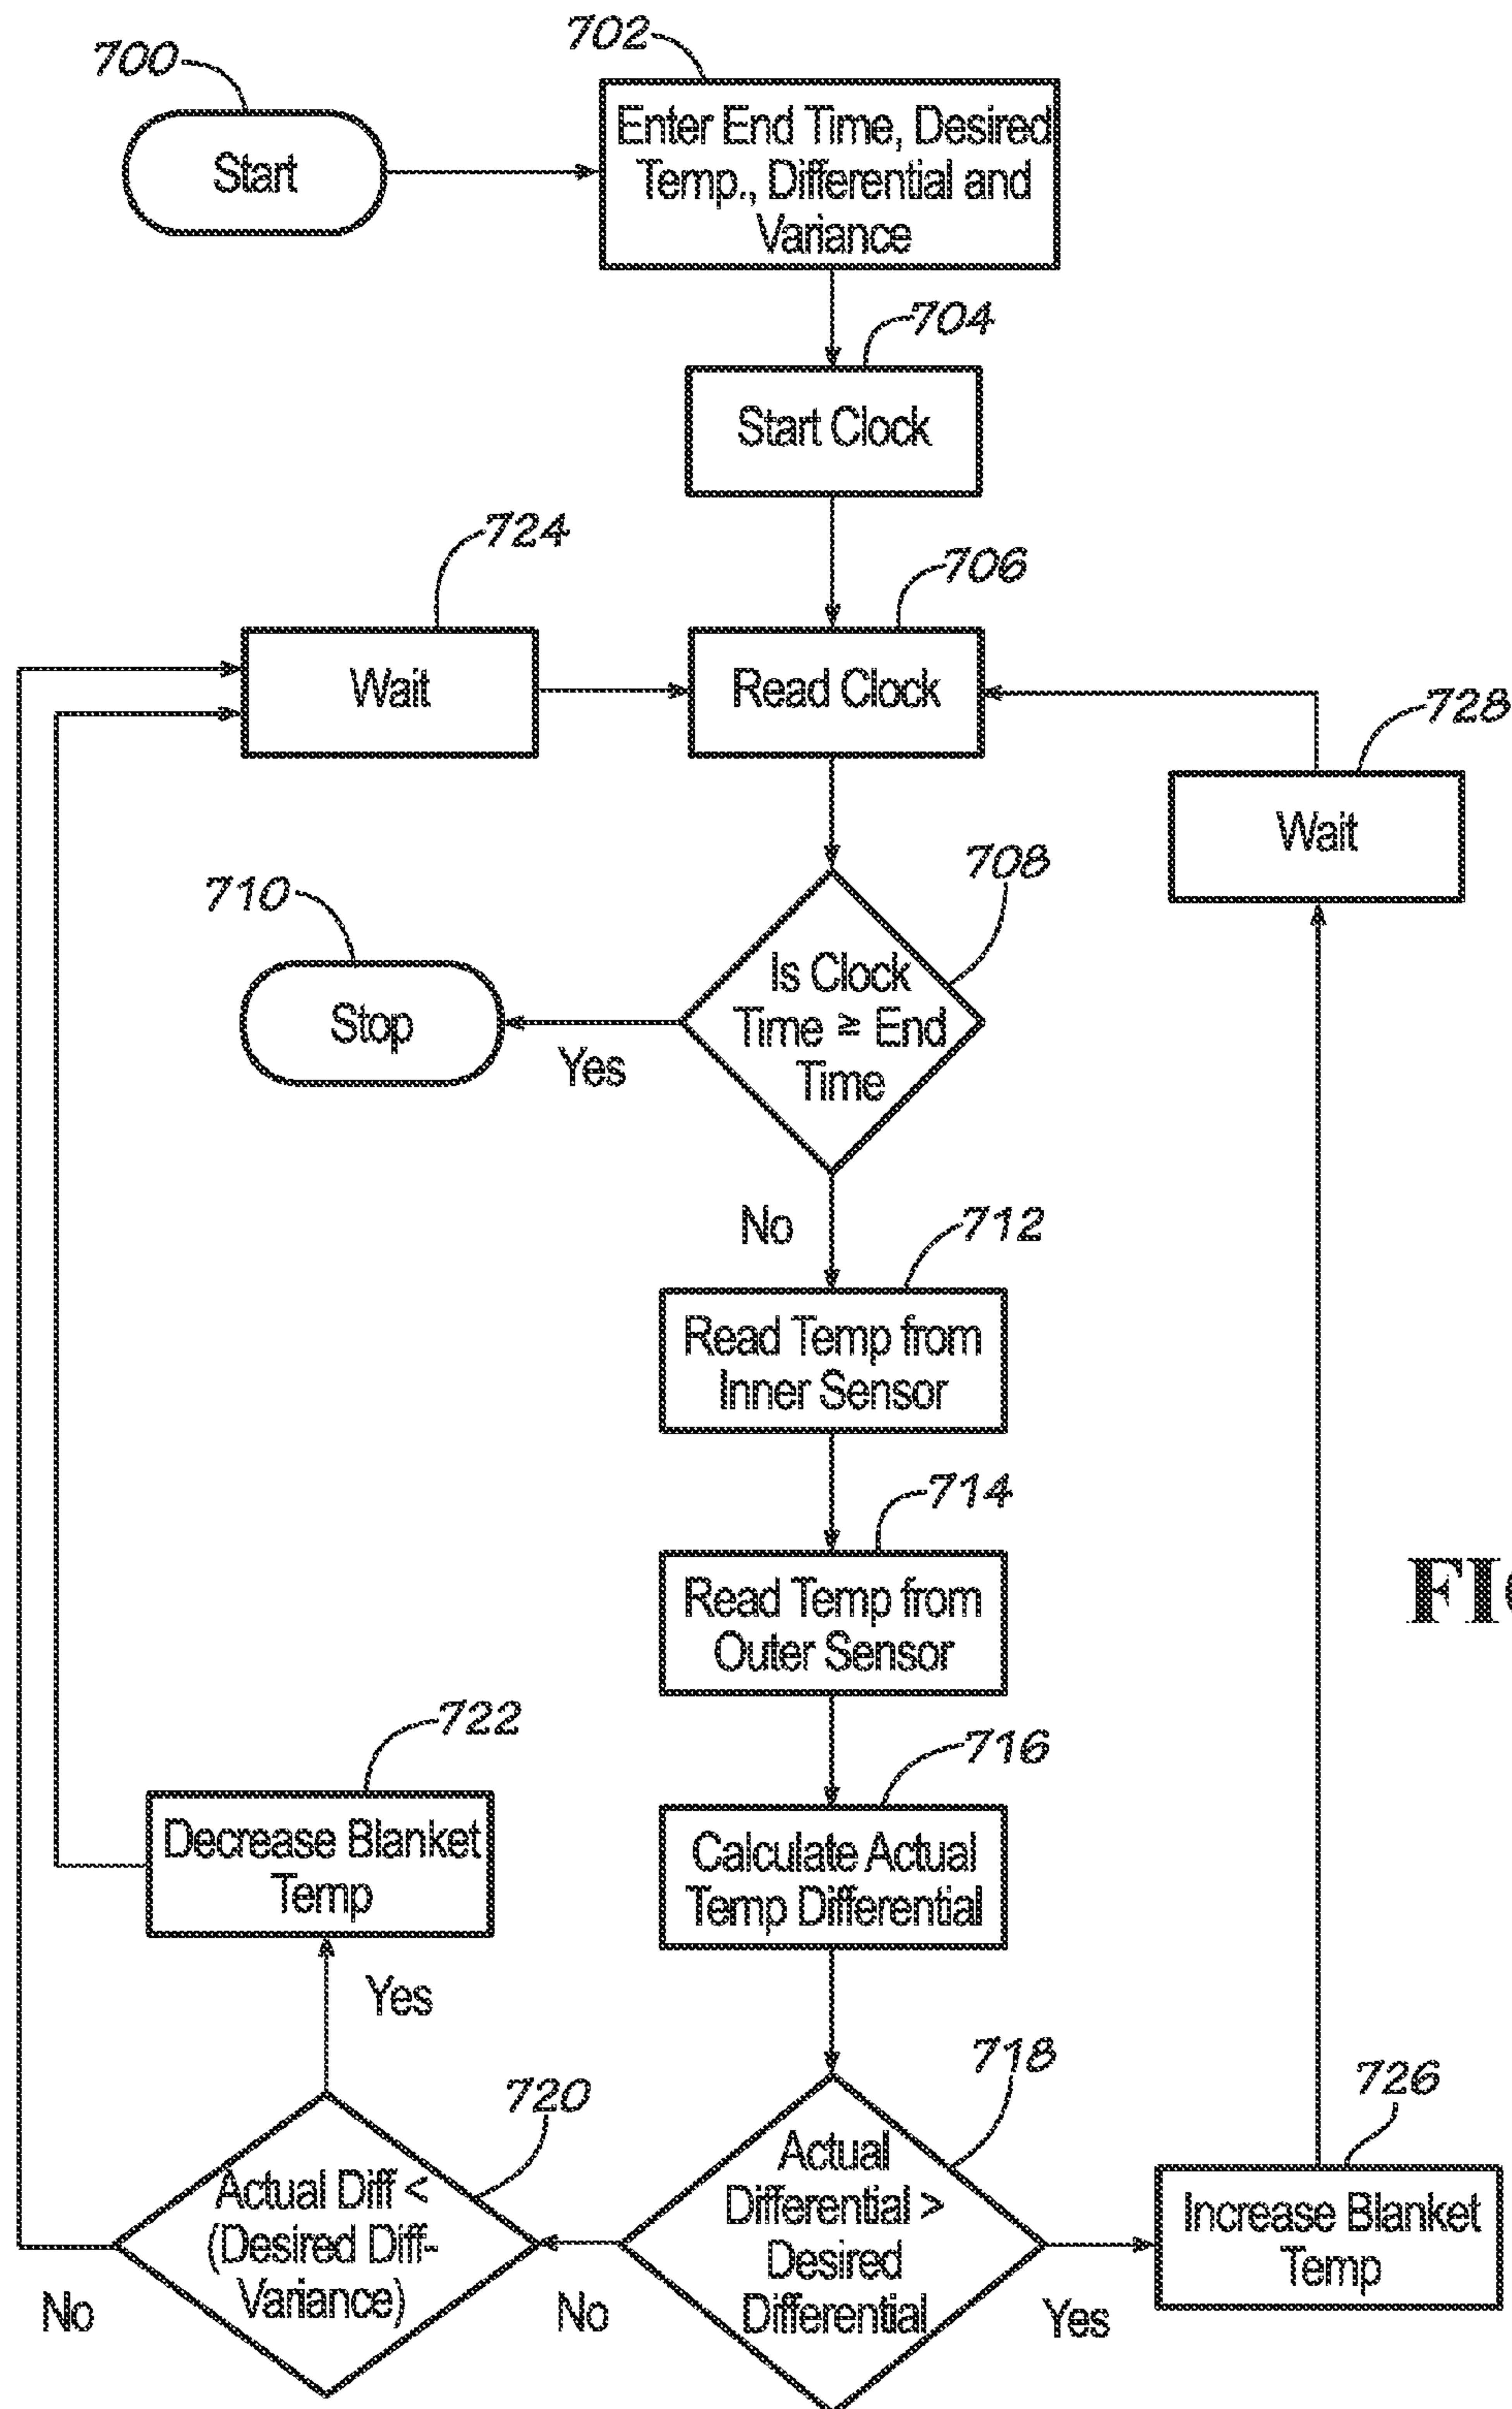 702
700
Enter End Time, Desired
Temp., Differential and
Variance
Start
704
Start Clock
724
706
Wait
Read Clock
728
Wait
708
710
Is Clock
Time ≥ End
Time
Stop
Yes
No
712
Read Temp from
Inner Sensor
714
Read Temp from
Outer Sensor
FIG
722
716
Decrease Blanket
Temp
Calculate Actual
Temp Differential
Yes
718
720
726
Actual Diff <
(Desired Diff-
Variance)
Actual
Differential >
Desired
Differential
Increase Blanket
Temp
No
No
Yes